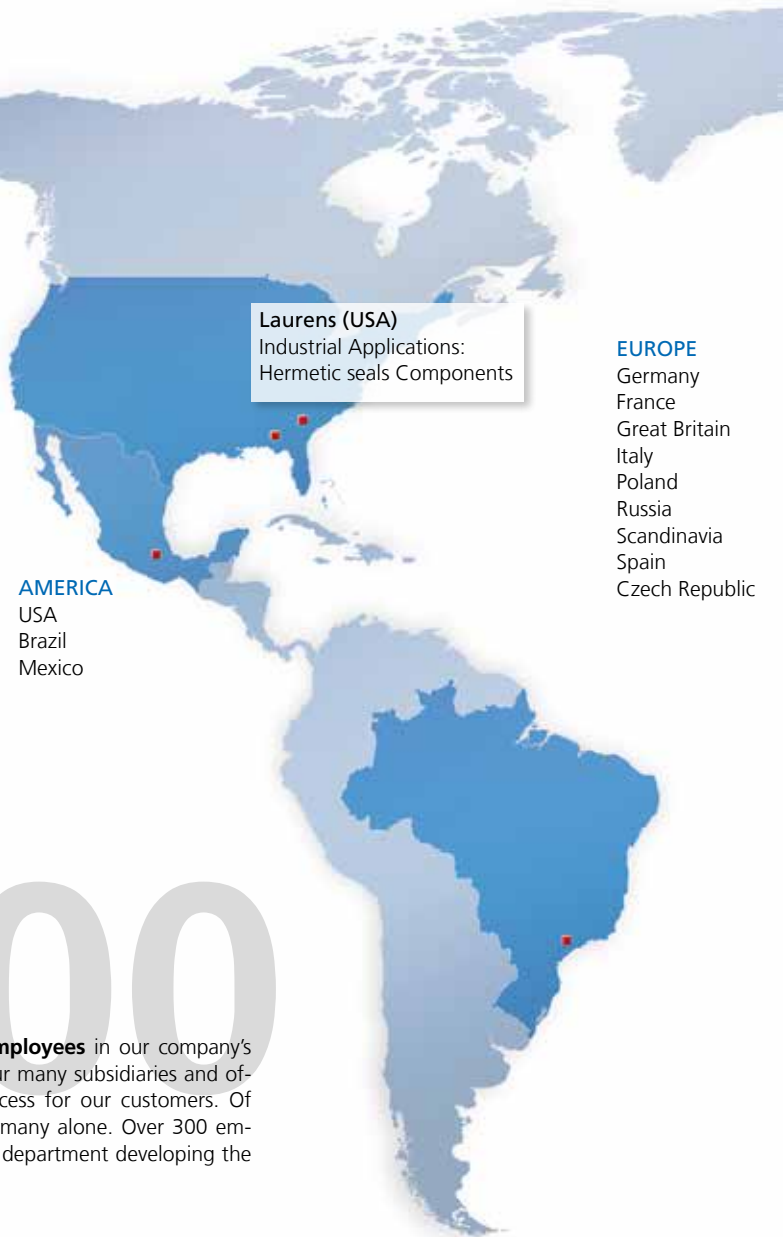 Laurens (USA)
Industrial Applications:
Hermetic seals Components
EUROPE
Germany
France
Great Britain
Italy
Poland
Russia
Scandinavia
Spain
Czech Republic
AMERICA
USA
Brazil
Mexico
00
mployees in our company’s
ur many subsidiaries and of-
cess for our customers. Of
many alone. Over 300 em-
department developing the